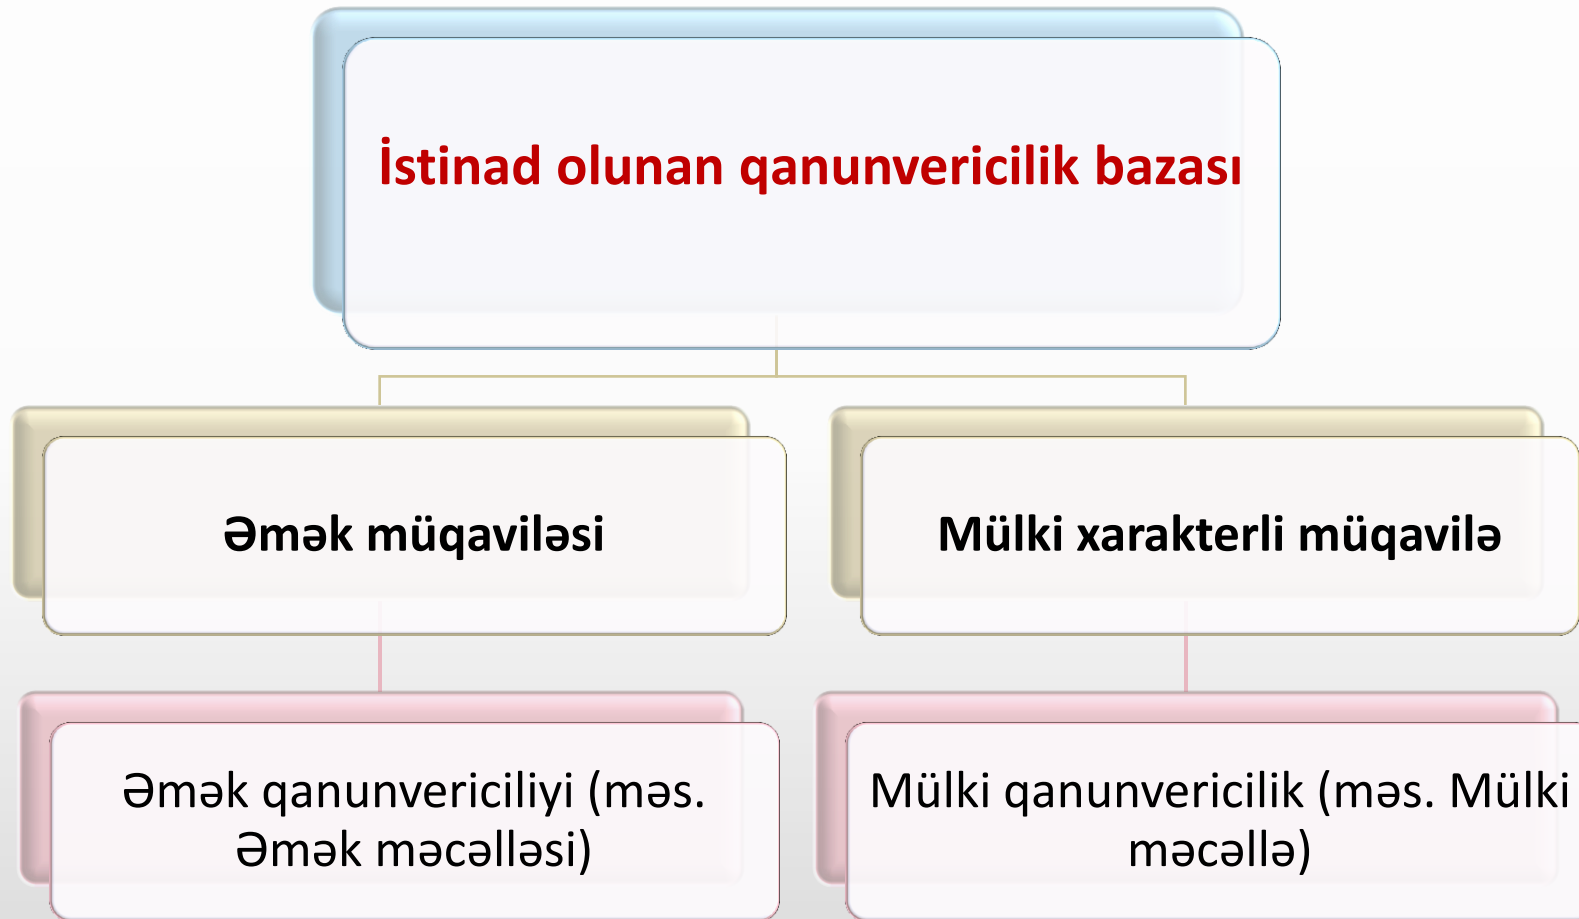 İstinad olunan qanunvericilik bazası
Əmək müqaviləsi
Mülki xarakterli müqavilə
Əmək qanunvericiliyi (məs.
Əmək məcəlləsi)
Mülki qanunvericilik (məs. Mülki
məcəllə)